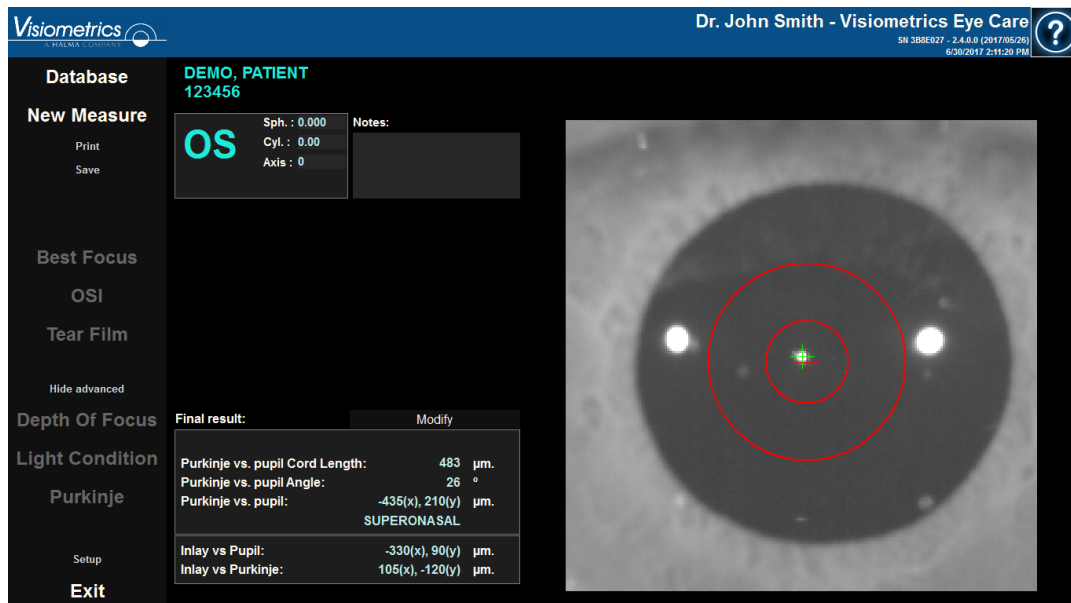 Visiometrics
A HALMA COMPANY
Dr. John Smith - Visiometrics Eye Care
SN 3B8E027 - 2.4.0.0 (2017/05/26)
6/30/2017 2:11:20 PM
?
Database
New Measure
Print
Save
Best Focus
OSI
Tear Film
Hide advanced
Depth Of Focus
Light Condition
Purkinje
Setup
Exit
DEMO, PATIENT
123456
OS
Sph. : 0.000
Cyl. : 0.00
Axis : 0
Notes:
Final result: Modify
Purkinje vs. pupil Cord Length: 483 µm.
Purkinje vs. pupil Angle: 26 º
Purkinje vs. pupil: -435(x), 210(y) µm.
SUPERONASAL
Inlay vs Pupil: -330(x), 90(y) µm.
Inlay vs Purkinje: 105(x), -120(y) µm.